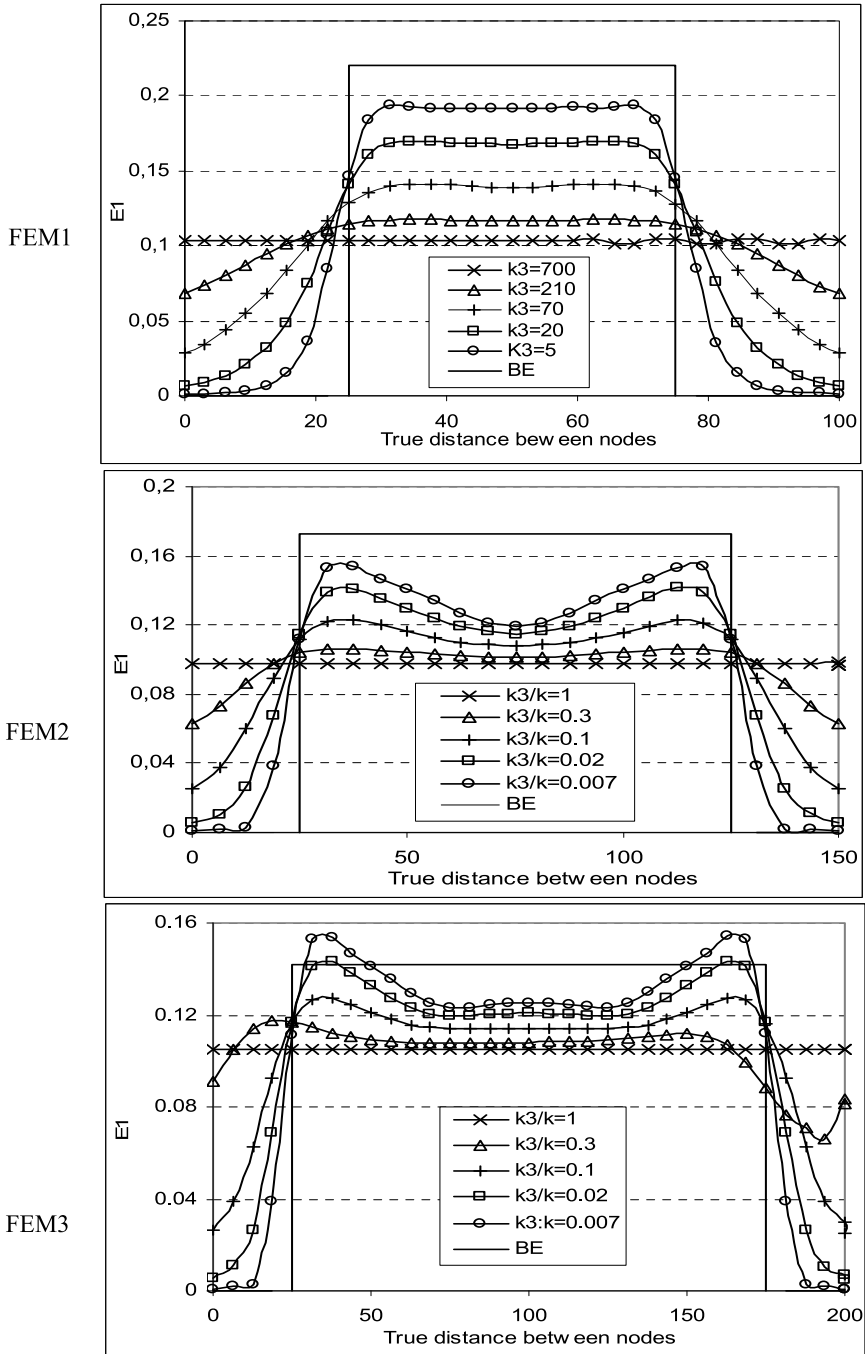 FEM1
0,25
0,2
0,15
0,1
0,05
0
E1
k3=700
k3=210
k3=70
k3=20
K3=5
BE
0 20 40 60 80 100
True distance bew een nodes
FEM2
0,2
0,16
0,12
0,08
0,04
0
E1
k3/k=1
k3/k=0.3
k3/k=0.1
k3/k=0.02
k3/k=0.007
BE
0 50 100 150
True distance betw een nodes
FEM3
0.16
0.12
0.08
0.04
0
E1
k3/k=1
k3/k=0.3
k3/k=0.1
k3/k=0.02
k3:k=0.007
BE
0 50 100 150 200
True distance betw een nodes